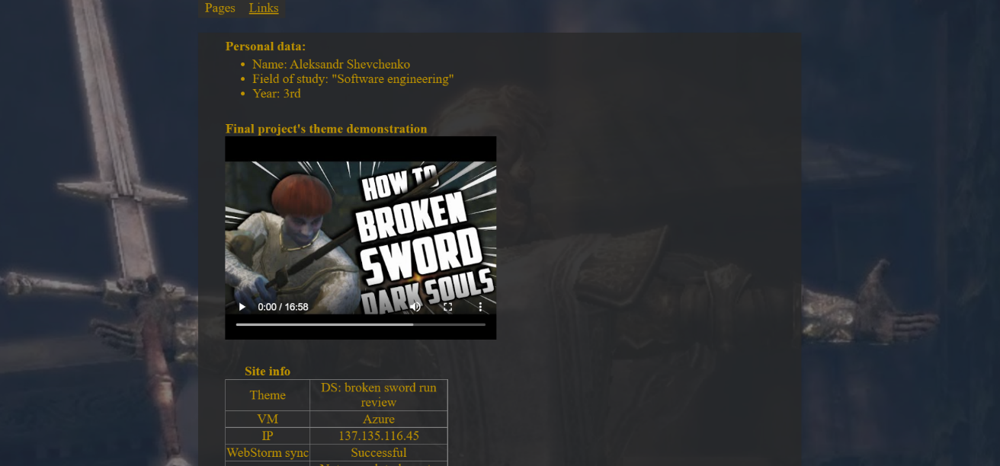 Pages Links
Personal data:
• Name: Aleksandr Shevchenko
• Field of study: "Software engineering"
• Year: 3rd
Final project's theme demonstration
HOW TO
BROKEN
SWORD
DARK SOULS
0:00 / 16:58
Site info
Theme DS: broken sword run
review
VM Azure
IP 137.135.116.45
WebStorm sync Successful